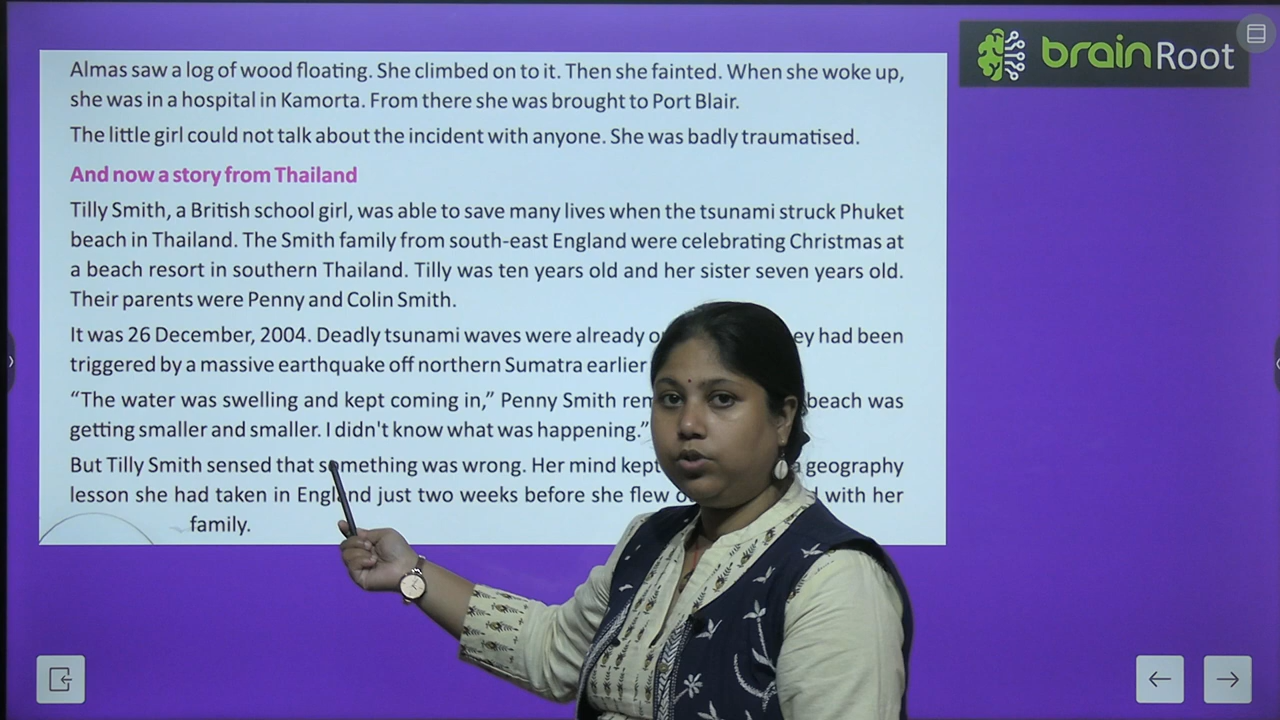 brainRoot
Almas saw a log of wood floating. She climbed on to it. Then she fainted. When she woke up,
she was in a hospital in Kamorta. From there she was brought to Port Blair.
The little girl could not talk about the incident with anyone. She was badly traumatised.
And now a story from Thailand
Tilly Smith, a British school girl, was able to save many lives when the tsunami struck Phuket
beach in Thailand. The Smith family from south-east England were celebrating Christmas at
a beach resort in southern Thailand. Tilly was ten years old and her sister seven years old.
Their parents were Penny and Colin Smith.
It was 26 December, 2004. Deadly tsunami waves were already had been
triggered by a massive earthquake off northern Sumatra earlier
“The water was swelling and kept coming in,” Penny Smith beach was
getting smaller and smaller. I didn't know what was happening.”
But Tilly Smith sensed that something was wrong. Her mind kept a geography
lesson she had taken in England just two weeks before she flew with her
family.